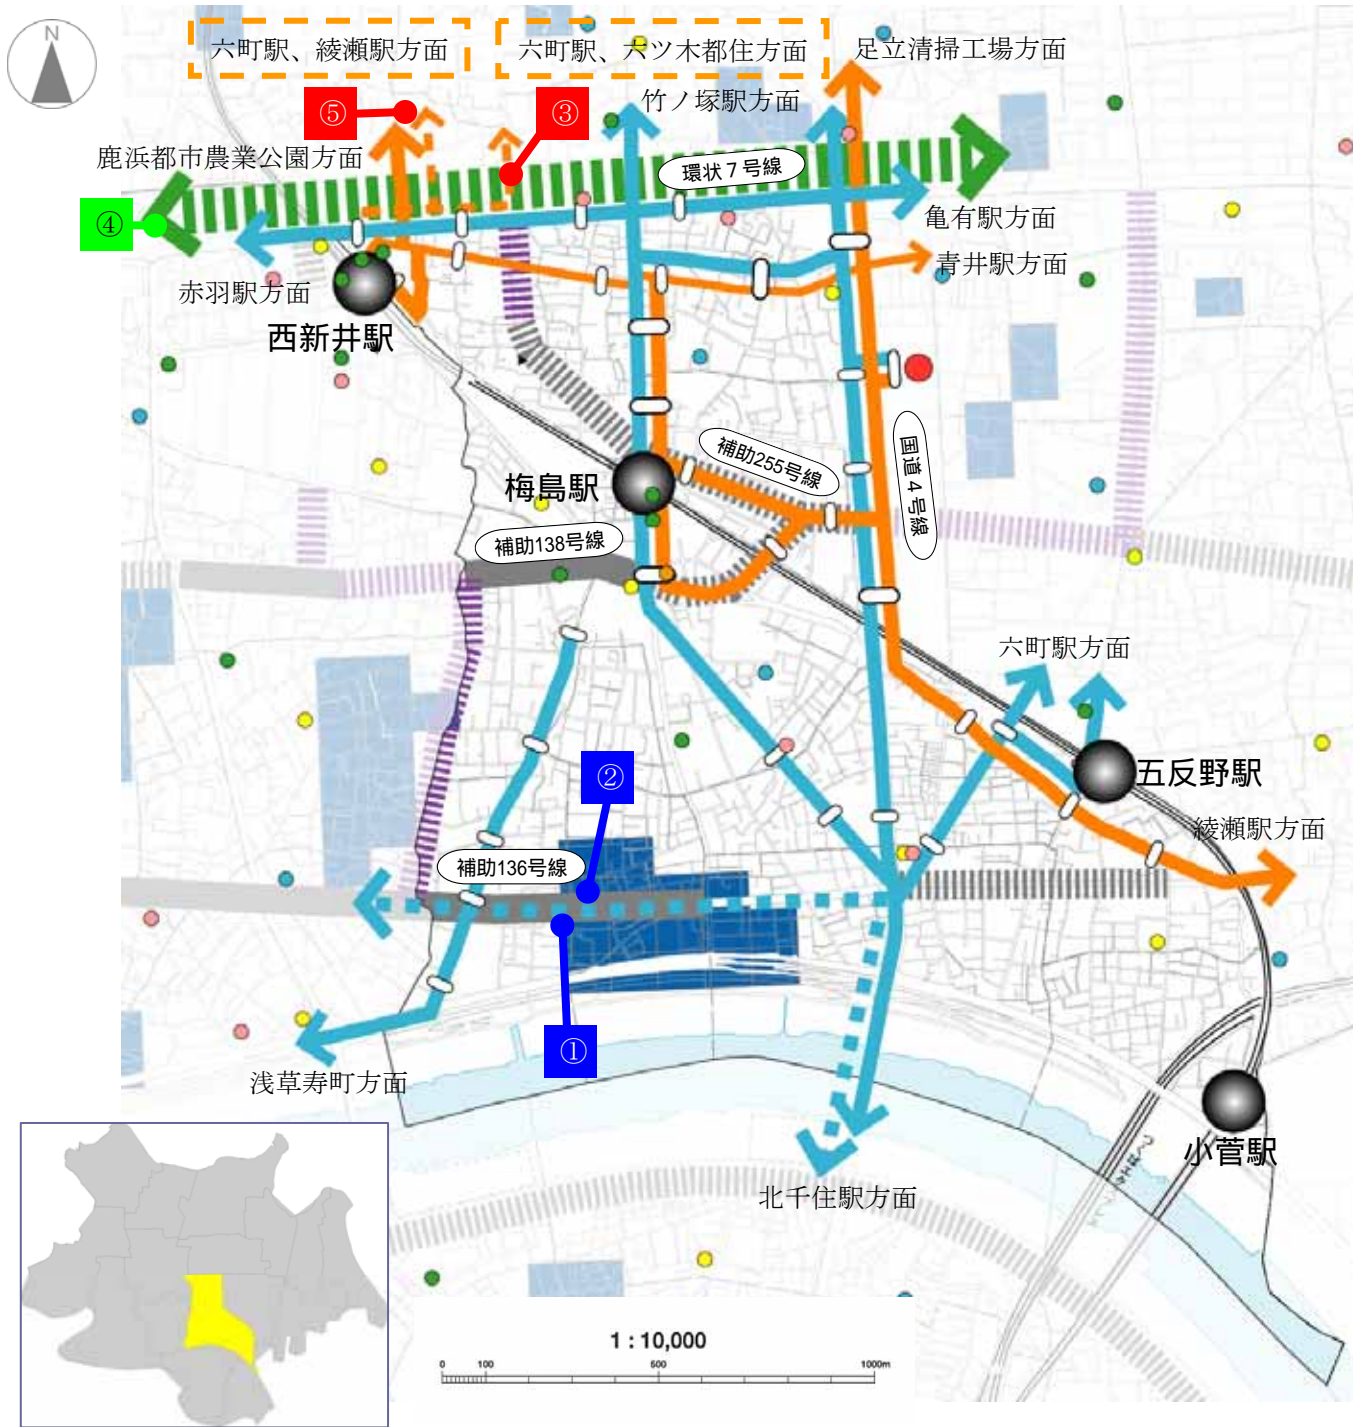 N
六町駅、綾瀬駅方面
六町駅、六ツ木都住方面
足立清掃工場方面
竹ノ塚駅方面
⑤
③
鹿浜都市農業公園方面
環状7号線
④
亀有駅方面
青井駅方面
赤羽駅方面
西新井駅
補助255号線
国道4号線
梅島駅
補助138号線
六町駅方面
②
五反野駅
綾瀬駅方面
補助136号線
①
浅草寿町方面
小菅駅
北千住駅方面
1:10,000
0 100 500 1000m